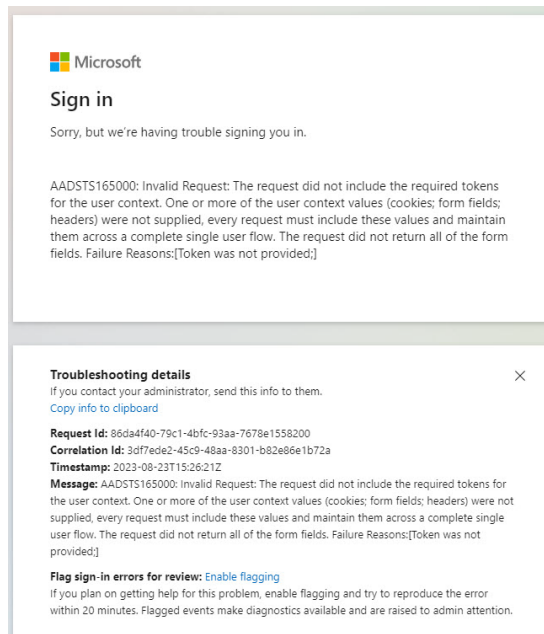 Microsoft
Sign in
Sorry, but we're having trouble signing you in.
AADSTS165000: Invalid Request: The request did not include the required tokens
for the user context. One or more of the user context values (cookies; form fields;
headers) were not supplied, every request must include these values and maintain
them across a complete single user flow. The request did not return all of the form
fields. Failure Reasons:[Token was not provided;]
Troubleshooting details
If you contact your administrator, send this info to them.
Copy info to clipboard
Request Id: 86da4f40-79c1-4bfc-93aa-7678e1558200
Correlation Id: 3df7ede2-45c9-48aa-8301-b82e86e1b72a
Timestamp: 2023-08-23T15:26:21Z
Message: AADSTS165000: Invalid Request: The request did not include the required tokens for
the user context. One or more of the user context values (cookies; form fields; headers) were not
supplied, every request must include these values and maintain them across a complete single
user flow. The request did not return all of the form fields. Failure Reasons:[Token was not
provided;]
Flag sign-in errors for review: Enable flagging
If you plan on getting help for this problem, enable flagging and try to reproduce the error
within 20 minutes. Flagged events make diagnostics available and are raised to admin attention.